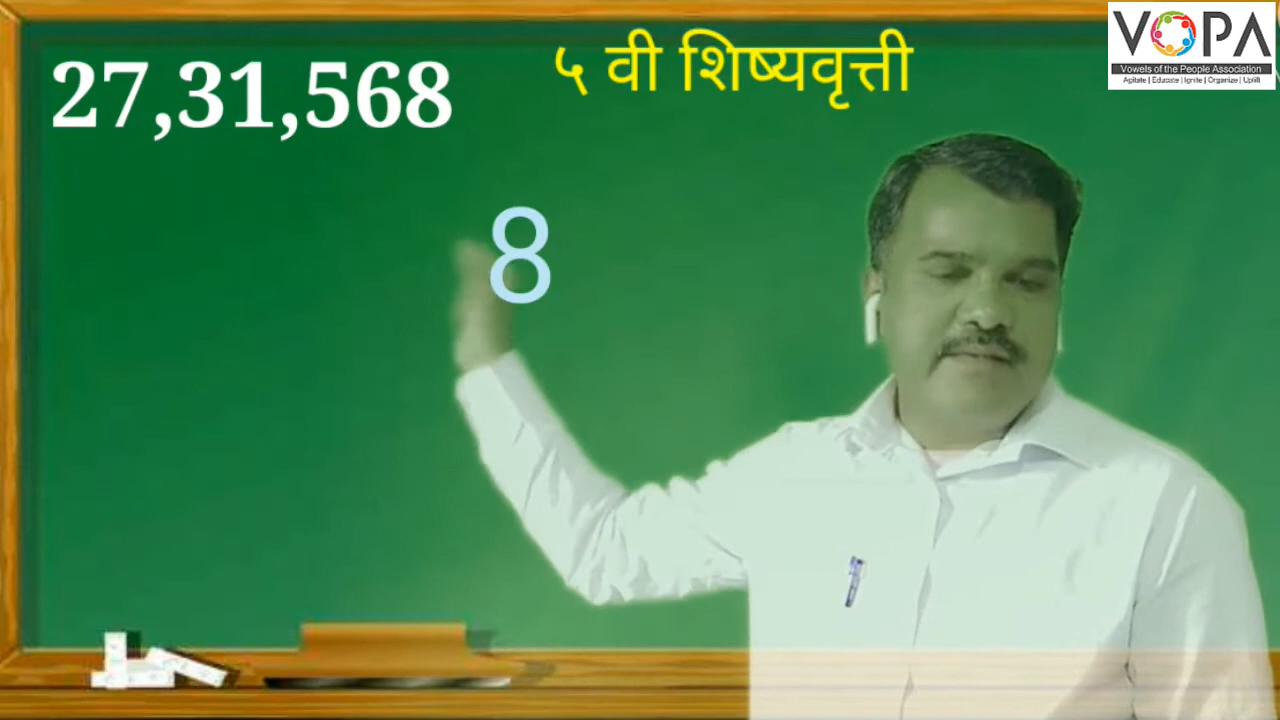 27,31,568
५ वी शिष्यवृत्ती
8
VOPA
Vowels of the People Association
Agitate | Educate | Ignite | Organize | Uplift